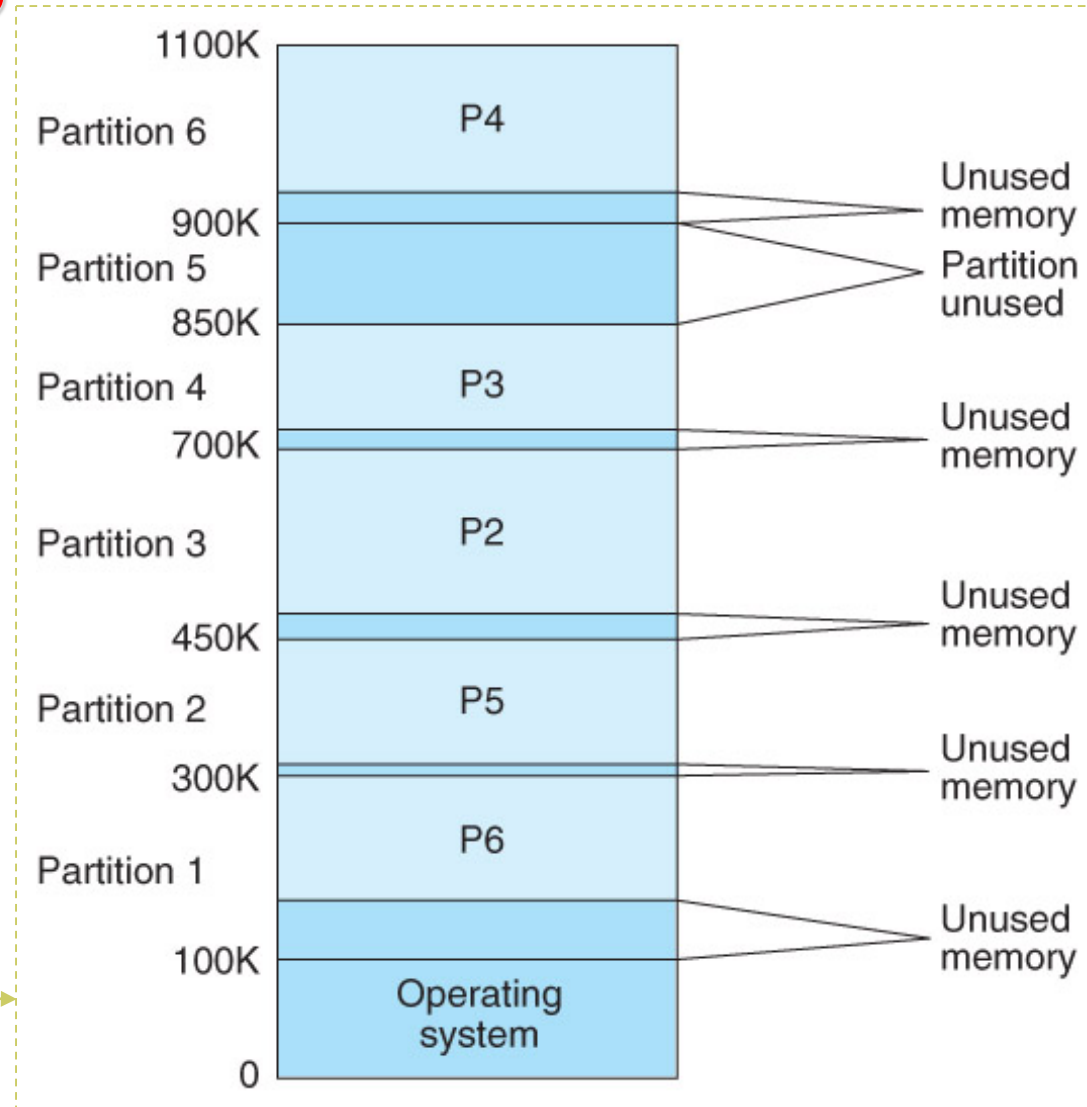 1100K
P4
Partition 6
Unused
memory
900K
Partition 5
Partition
unused
850K
Partition 4
P3
Unused
memory
700K
Partition 3
P2
Unused
memory
450K
Partition 2
P5
Unused
memory
300K
P6
Partition 1
Unused
memory
100K
Operating
system
0